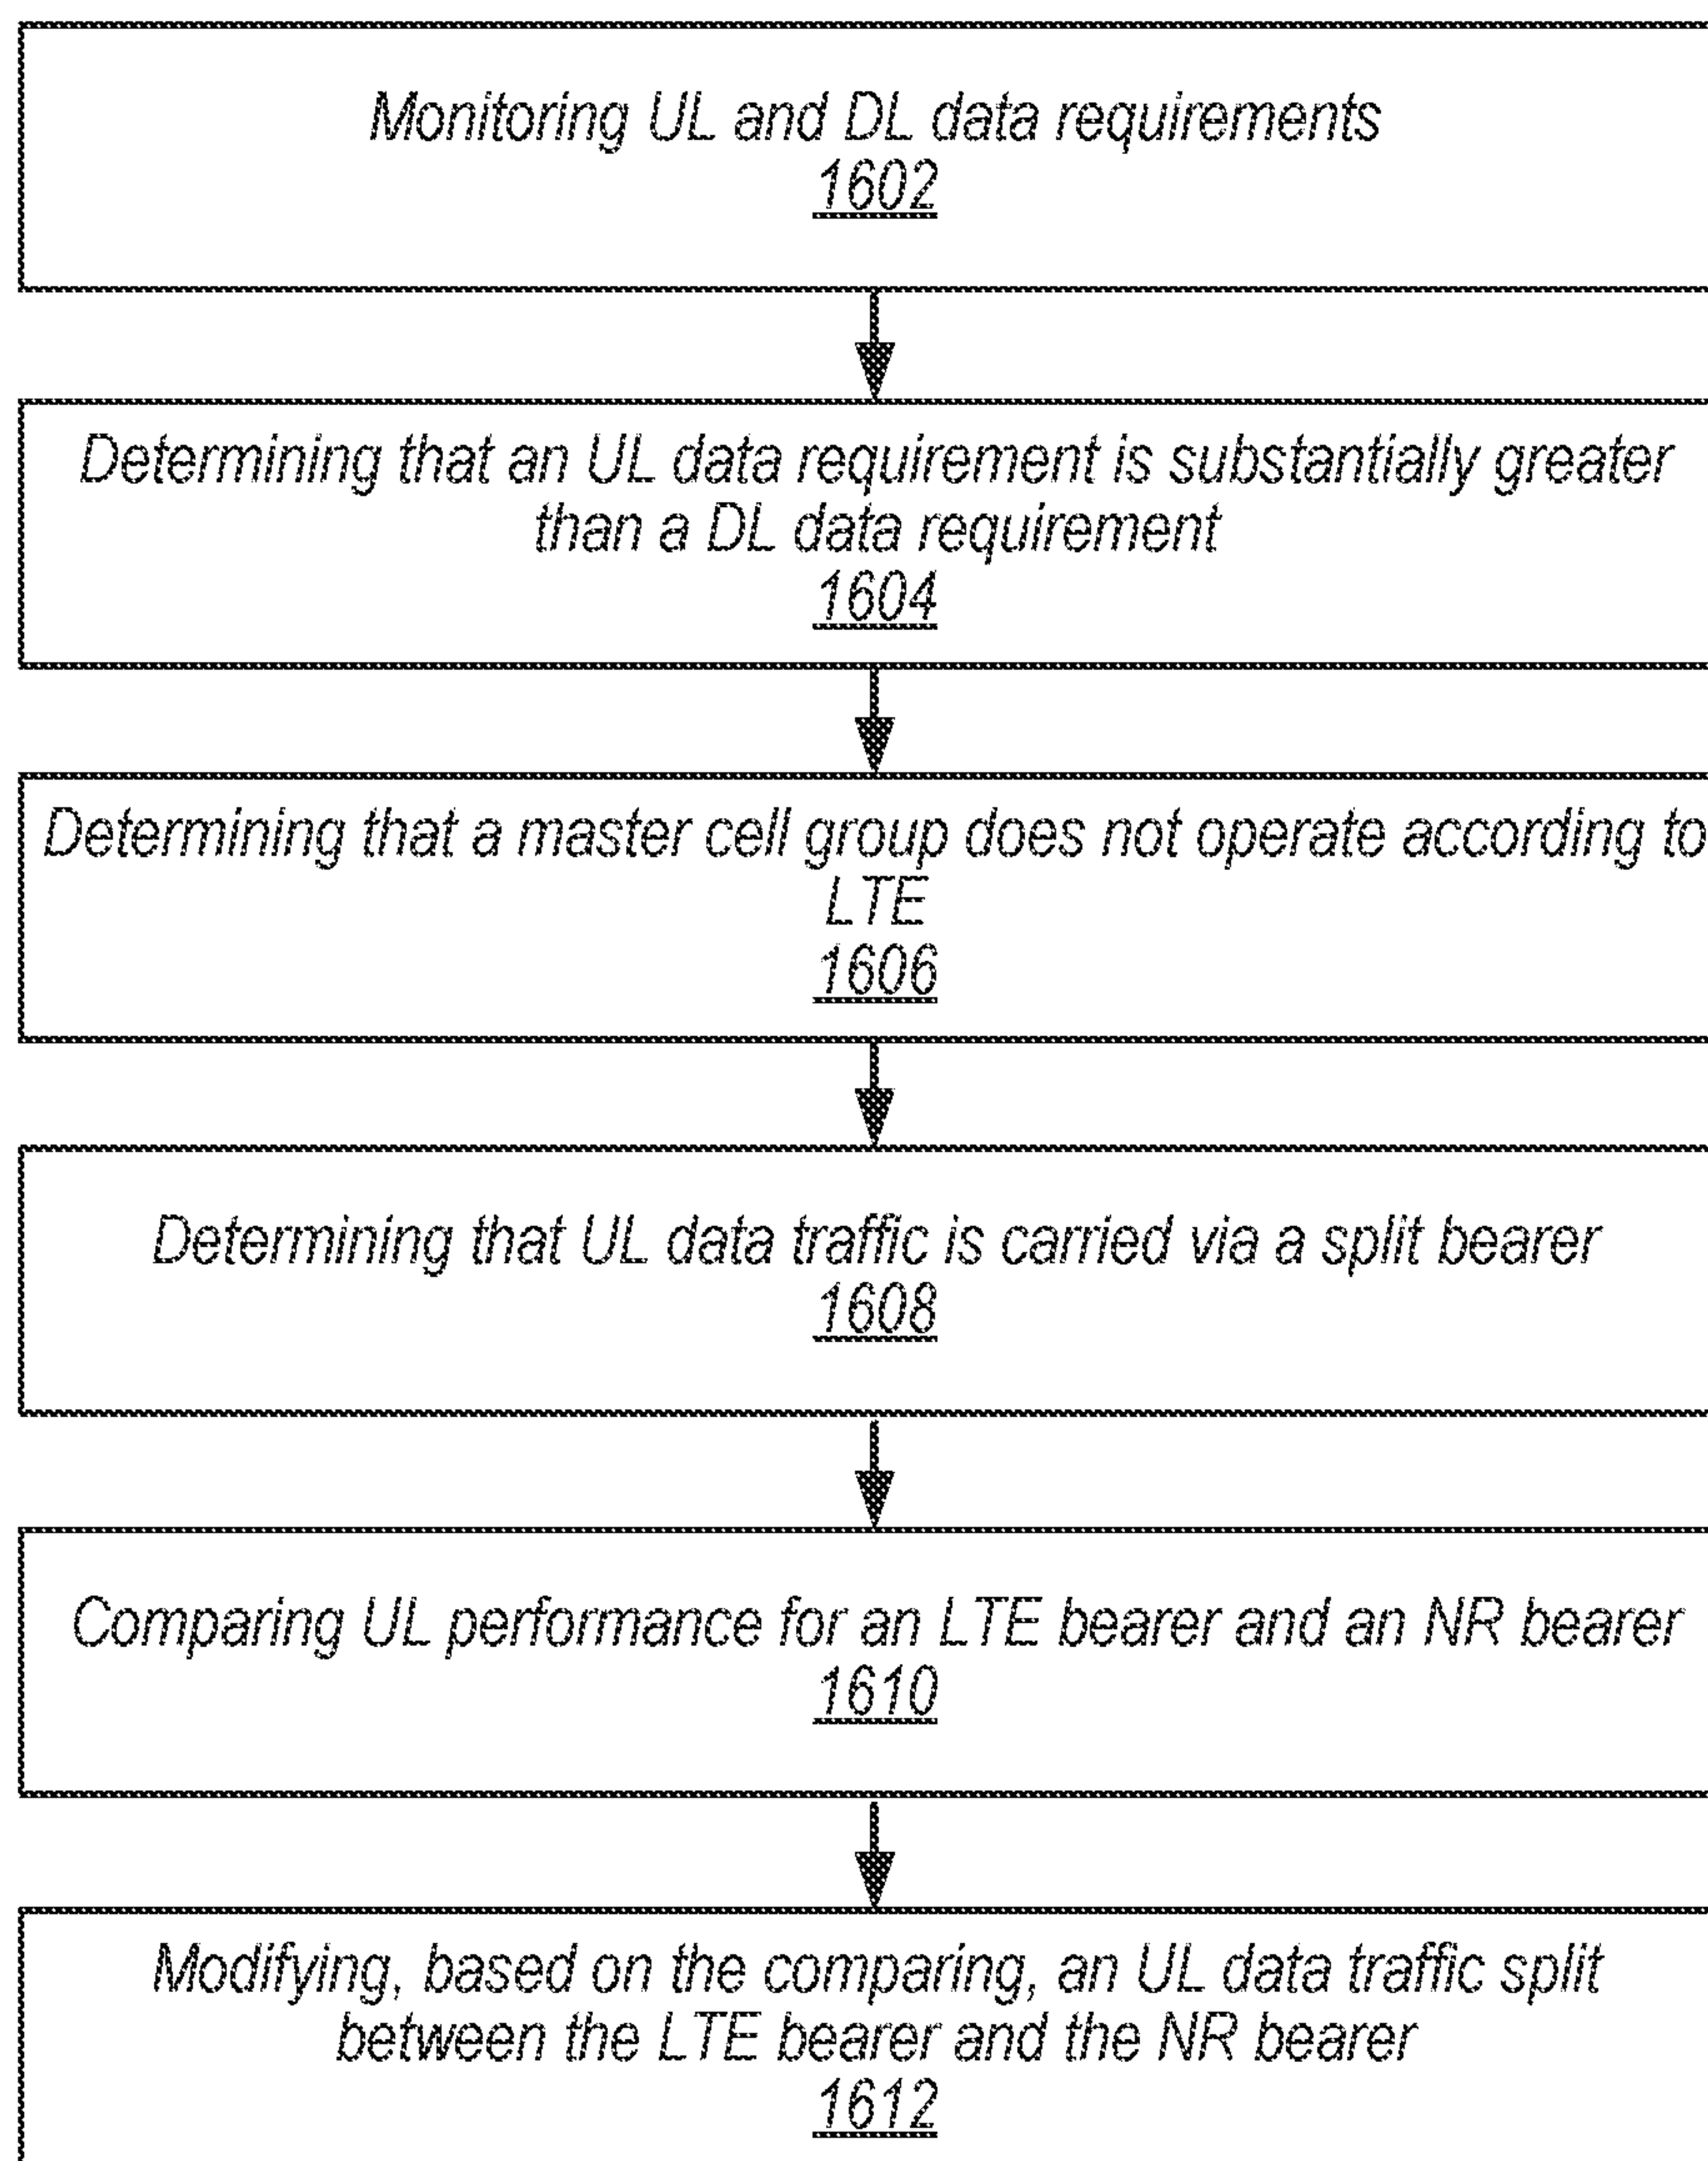 Monitoring UL and DL data requirements
1602
Determining that an UL data requirement is substantially greater
than a DL data requirement
1604
Determining that a master cell group does not operate according to
LTE
1606
Determining that UL data traffic is carried via a split bearer
1608
Comparing UL performance for an LTE bearer and an NR bearer
1610
Modifying, based on the comparing, an UL data traffic split
between the LTE bearer and the NR bearer
1612